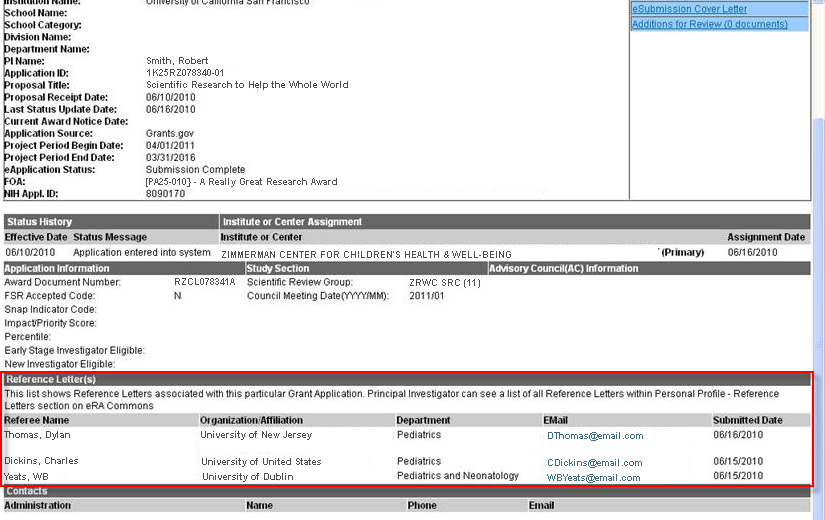 Institution Name: University of California San Francisco
eSubmission Cover Letter
School Name:
School Category:
Additions for Review (0 documents)
Division Name:
Department Name:
PI Name: Smith, Robert
Application ID: 1K25RZ078340-01
Proposal Title: Scientific Research to Help the Whole World
Proposal Receipt Date: 06/10/2010
Last Status Update Date: 06/16/2010
Current Award Notice Date:
Application Source: Grants.gov
Project Period Begin Date: 04/01/2011
Project Period End Date: 03/31/2016
eApplication Status: Submission Complete
FOA: [PA25-010] - A Really Great Research Award
NIH Appl. ID: 8090170
Status History Institute or Center Assignment
Effective Date Status Message Institute or Center Assignment Date
06/10/2010 Application entered into system ZIMMERMAN CENTER FOR CHILDREN'S HEALTH & WELL-BEING (Primary) 06/16/2010
Application Information Study Section Advisory Council(AC) Information
Award Document Number: RZCL078341A Scientific Review Group: ZRWC SRC (11)
FSR Accepted Code: N Council Meeting Date(YYYY/MM): 2011/01
Snap Indicator Code:
Impact/Priority Score:
Percentile:
Early Stage Investigator Eligible:
New Investigator Eligible:
Reference Letter(s)
This list shows Reference Letters associated with this particular Grant Application. Principal Investigator can see a list of all Reference Letters within Personal Profile - Reference
Letters section on eRA Commons
Referee Name Organization/Affiliation Department EMail Submitted Date
Thomas, Dylan University of New Jersey Pediatrics DThomas@email.com 06/16/2010
Dickins, Charles University of United States Pediatrics CDickins@email.com 06/15/2010
Yeats, WB University of Dublin Pediatrics and Neonatology WBYeats@email.com 06/15/2010
Contacts
Administration Name Phone Email